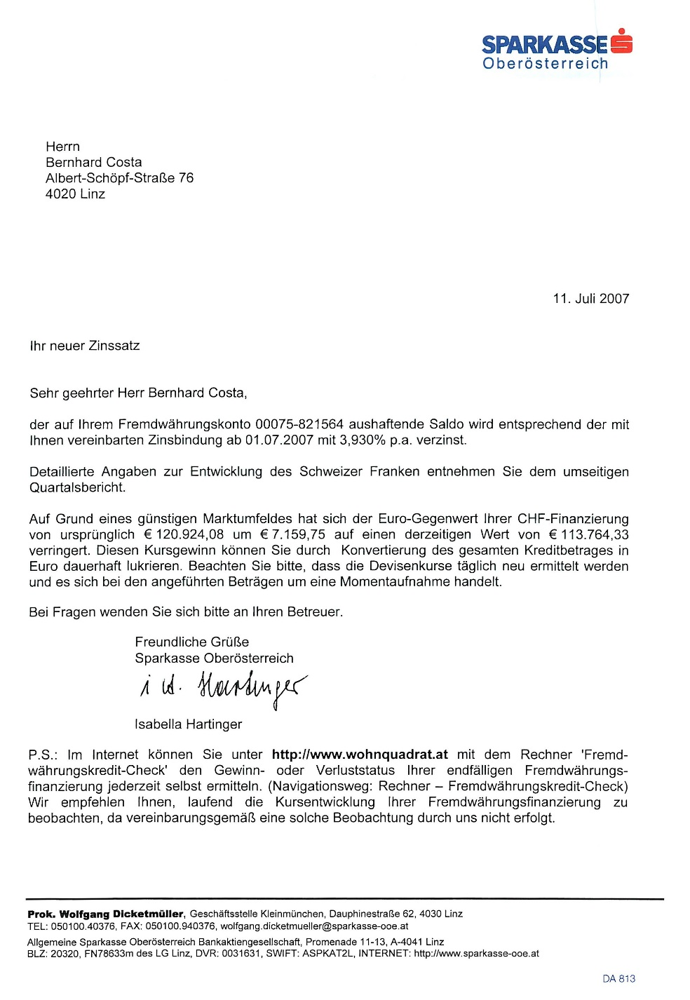 SPARKASSE
Oberösterreich
Herrn
Bernhard Costa
Albert-Schöpf-Straße 76
4020 Linz
11. Juli 2007
Ihr neuer Zinssatz
Sehr geehrter Herr Bernhard Costa,
der auf Ihrem Fremdwährungskonto 00075-821564 aushaftende Saldo wird entsprechend der mit
Ihnen vereinbarten Zinsbindung ab 01.07.2007 mit 3,930% p.a. verzinst.
Detaillierte Angaben zur Entwicklung des Schweizer Franken entnehmen Sie dem umseitigen
Quartalsbericht.
Auf Grund eines günstigen Marktumfeldes hat sich der Euro-Gegenwert Ihrer CHF-Finanzierung
von ursprünglich € 120.924,08 um € 7.159,75 auf einen derzeitigen Wert von € 113.764,33
verringert. Diesen Kursgewinn können Sie durch Konvertierung des gesamten Kreditbetrages in
Euro dauerhaft lukrieren. Beachten Sie bitte, dass die Devisenkurse täglich neu ermittelt werden
und es sich bei den angeführten Beträgen um eine Momentaufnahme handelt.
Bei Fragen wenden Sie sich bitte an Ihren Betreuer.
Freundliche Grüße
Sparkasse Oberösterreich
Hartinger
Isabella Hartinger
P.S.: Im Internet können Sie unter http://www.wohnquadrat.at mit dem Rechner 'Fremd-
währungskredit-Check' den Gewinn- oder Verluststatus Ihrer endfälligen Fremdwährungs-
finanzierung jederzeit selbst ermitteln. (Navigationsweg: Rechner – Fremdwährungskredit-Check)
Wir empfehlen Ihnen, laufend die Kursentwicklung Ihrer Fremdwährungsfinanzierung zu
beobachten, da vereinbarungsgemäß eine solche Beobachtung durch uns nicht erfolgt.
Prok. Wolfgang Dicketmüller, Geschäftsstelle Kleinmünchen, Dauphinestraße 62, 4030 Linz
TEL: 050100.40376, FAX: 050100.940376, wolfgang.dicketmueller@sparkasse-ooe.at
Allgemeine Sparkasse Oberösterreich Bankaktiengesellschaft, Promenade 11-13, A-4041 Linz
BLZ: 20320, FN78633m des LG Linz, DVR: 0031631, SWIFT: ASPKAT2L, INTERNET: http://www.sparkasse-ooe.at
DA 813